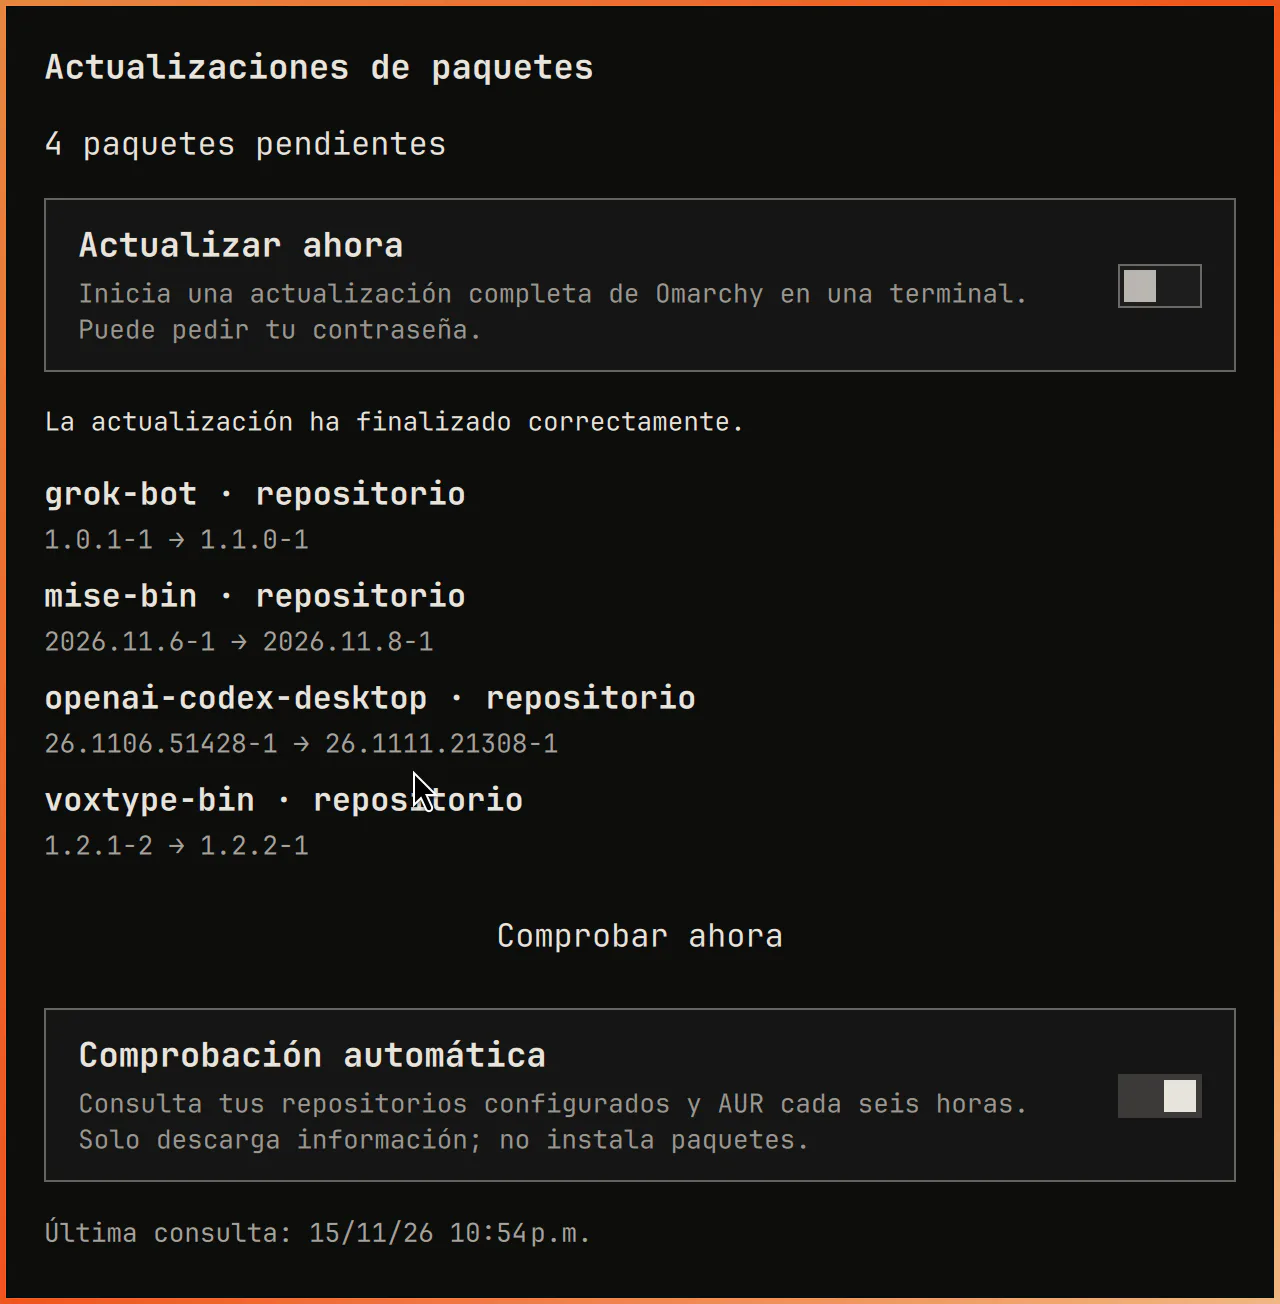 Actualizaciones de paquetes
4 paquetes pendientes
Actualizar ahora
Inicia una actualización completa de Omarchy en una terminal.
Puede pedir tu contraseña.
La actualización ha finalizado correctamente.
grok-bot · repositorio
1.0.1-1 → 1.1.0-1
mise-bin · repositorio
2026.11.6-1 → 2026.11.8-1
openai-codex-desktop · repositorio
26.1106.51428-1 → 26.1111.21308-1
voxtype-bin · repositorio
1.2.1-2 → 1.2.2-1
Comprobar ahora
Comprobación automática
Consulta tus repositorios configurados y AUR cada seis horas.
Solo descarga información; no instala paquetes.
Última consulta: 15/11/26 10:54 p.m.